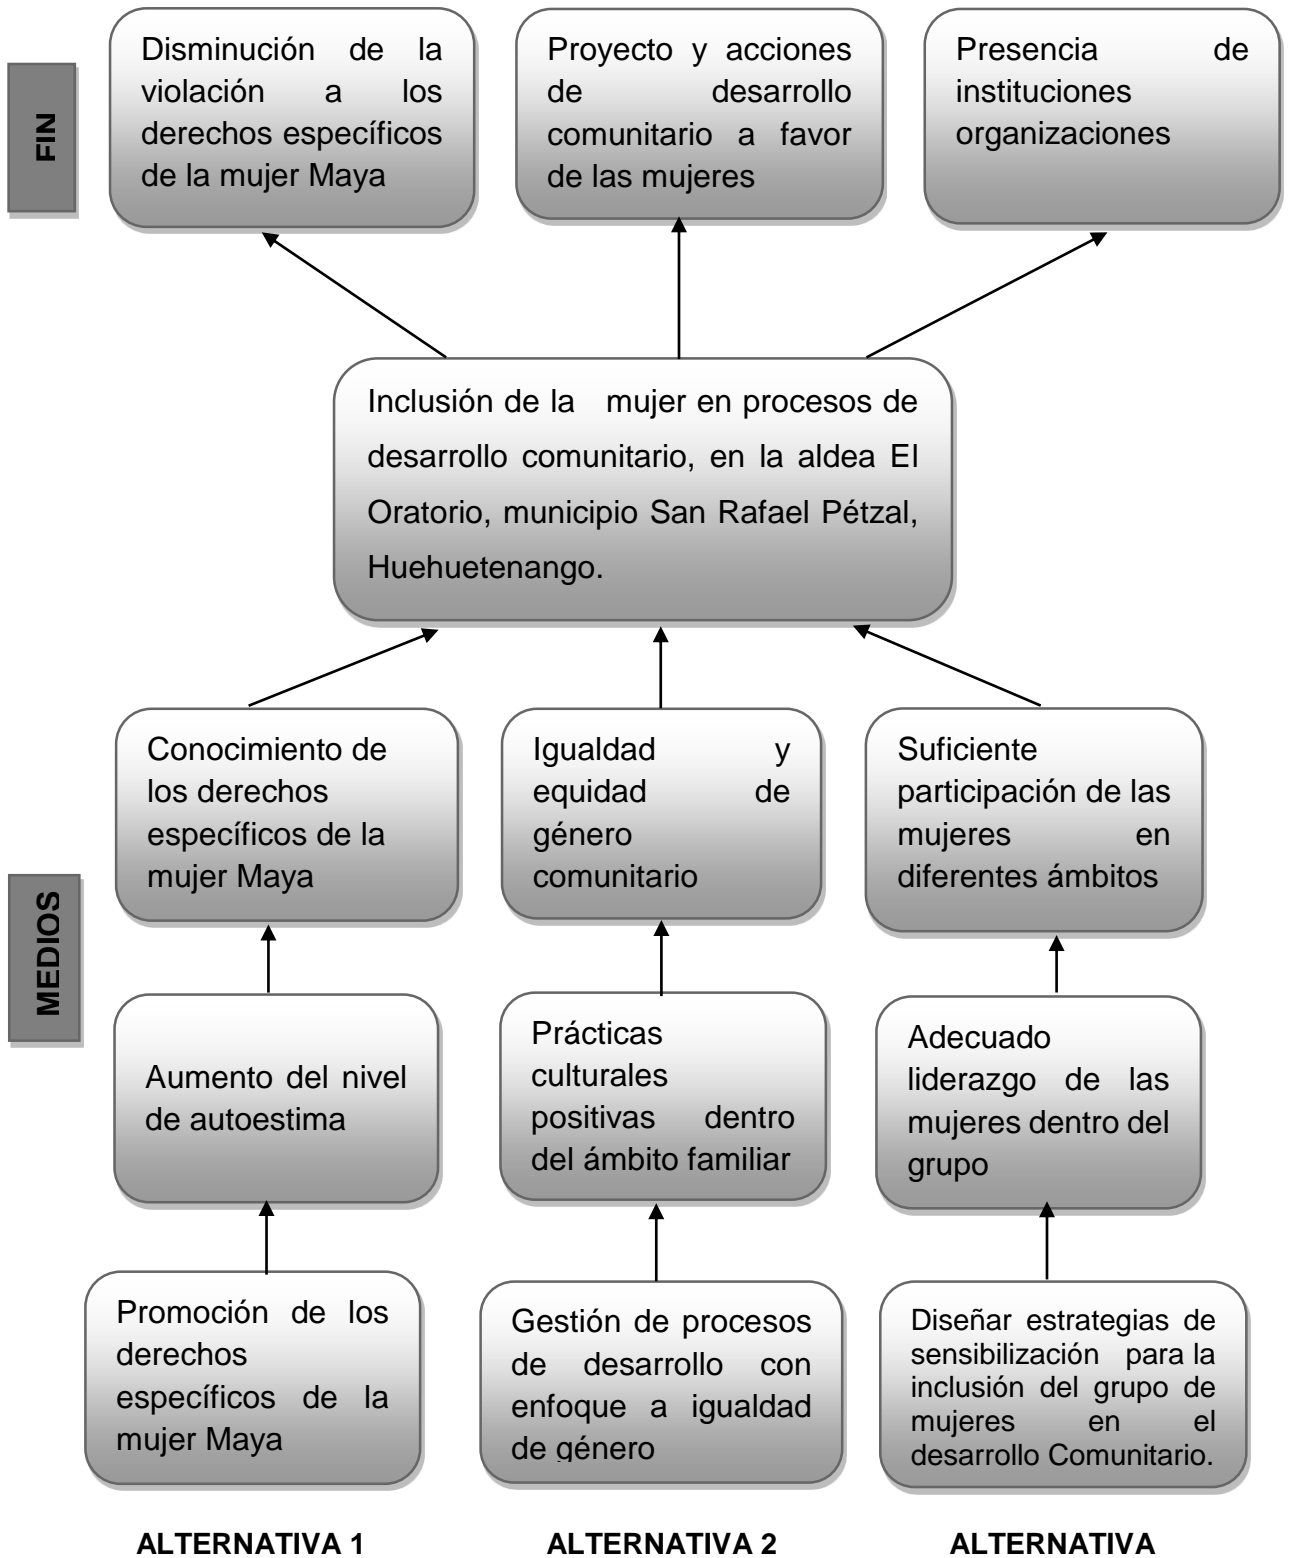 FIN
Disminución de la
violación a los
derechos específicos
de la mujer Maya
Proyecto y acciones
de desarrollo
comunitario a favor
de las mujeres
Presencia de
instituciones
organizaciones
Inclusión de la mujer en procesos de
desarrollo comunitario, en la aldea El
Oratorio, municipio San Rafael Pétzal,
Huehuetenango.
MEDIOS
Conocimiento de
los derechos
específicos de la
mujer Maya
Igualdad y
equidad de
género
comunitario
Suficiente
participación de las
mujeres en
diferentes ámbitos
Aumento del nivel
de autoestima
Prácticas
culturales
positivas dentro
del ámbito familiar
Adecuado
liderazgo de las
mujeres dentro del
grupo
Promoción de los
derechos
específicos de la
mujer Maya
Gestión de procesos
de desarrollo con
enfoque a igualdad
de género
Diseñar estrategias de
sensibilización para la
inclusión del grupo de
mujeres en el
desarrollo Comunitario.
ALTERNATIVA 1
ALTERNATIVA 2
ALTERNATIVA